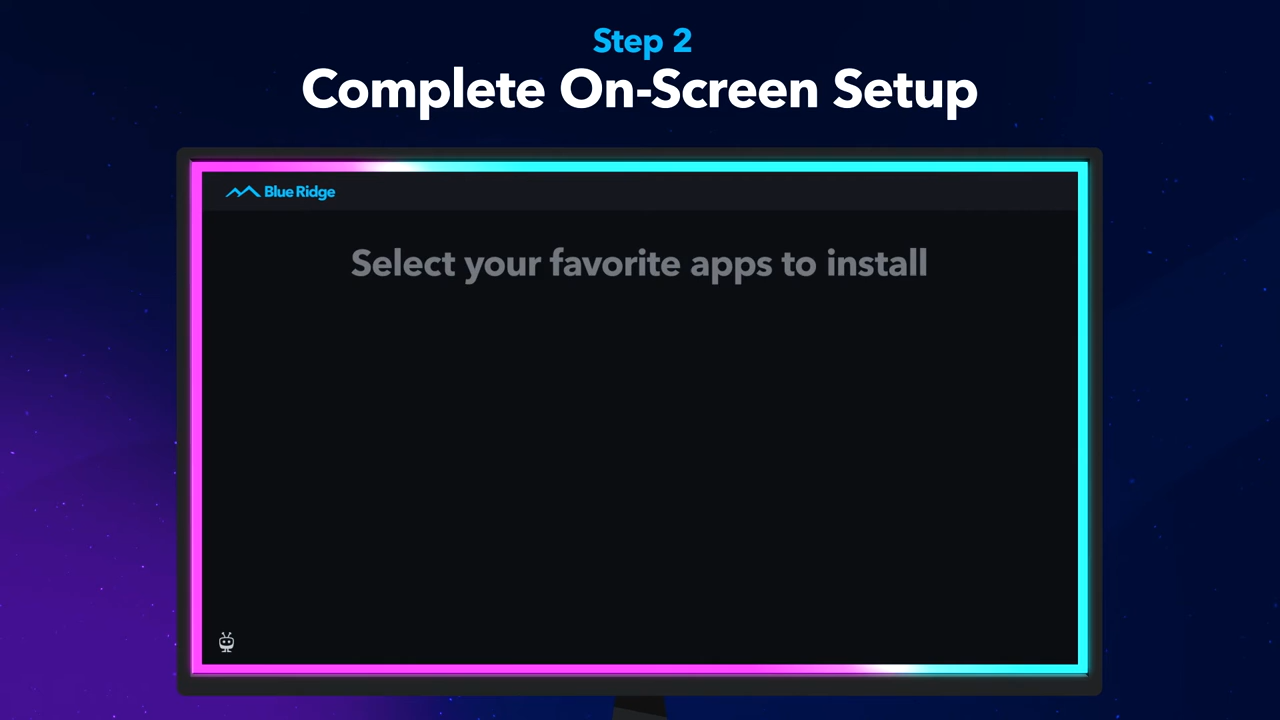 Step 2
Complete On-Screen Setup
Blue Ridge
Select your favorite apps to install